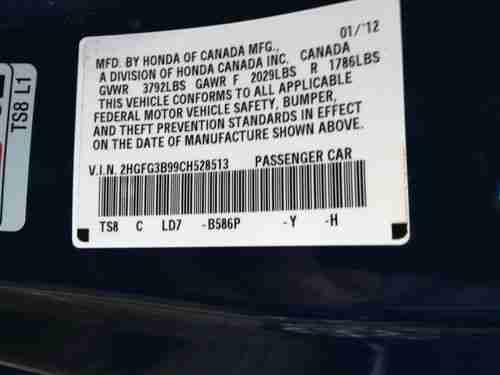 TS8 L1
MFD. BY HONDA OF CANADA MFG., 01/'12
A DIVISION OF HONDA CANADA INC. CANADA
GVWR 3792LBS GAWR F 2029LBS R 1786LBS
THIS VEHICLE CONFORMS TO ALL APPLICABLE
FEDERAL MOTOR VEHICLE SAFETY, BUMPER,
AND THEFT PREVENTION STANDARDS IN EFFECT
ON THE DATE OF MANUFACTURE SHOWN ABOVE.
V.I.N. 2HGFG3B99CH528513 PASSENGER CAR
TS8 C LD7 -B586P -Y -H